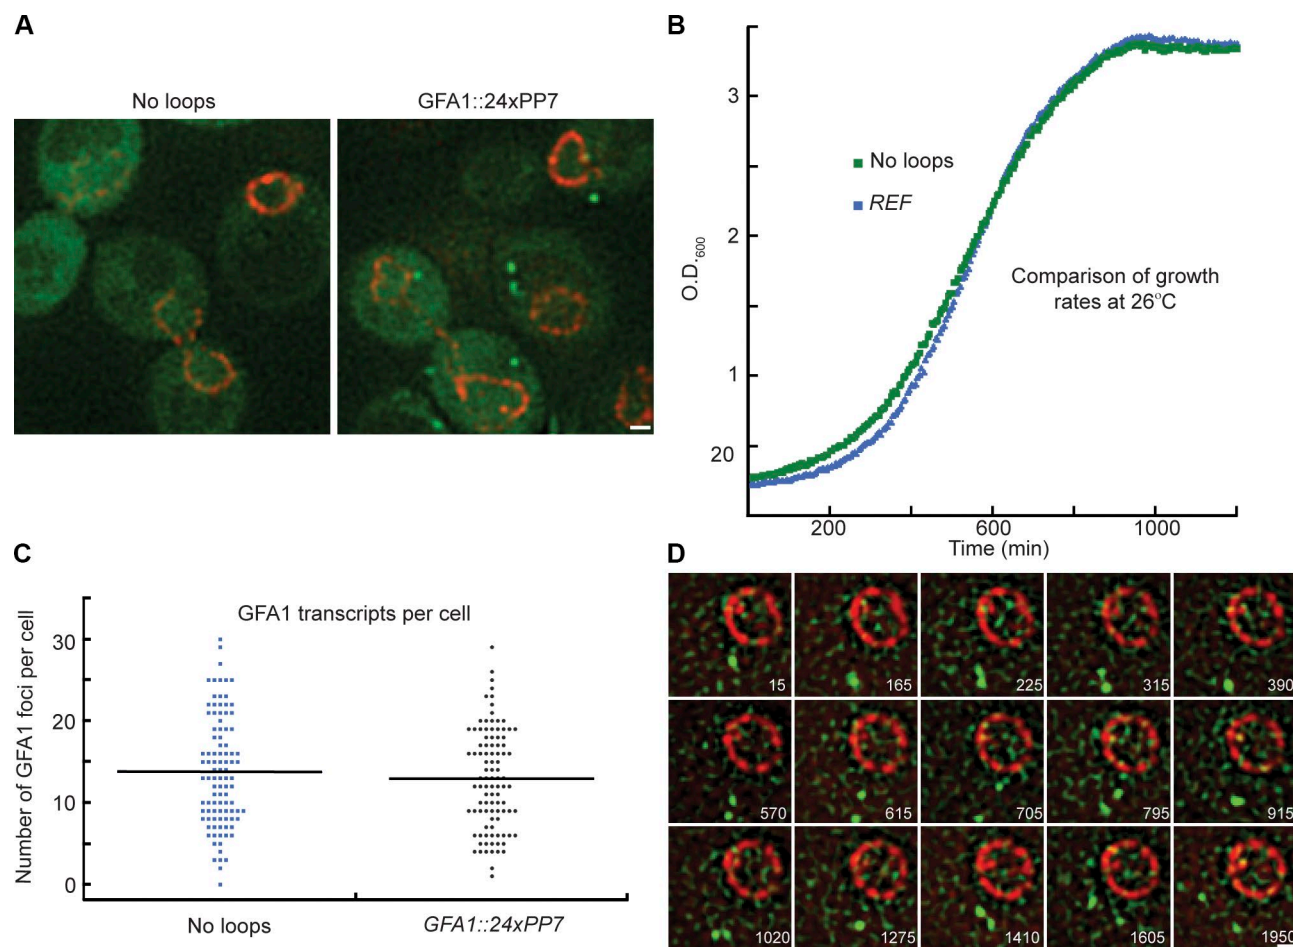 A
No loops
GFA1::24xPP7
B
3
2
1
20
O.D.600
No loops
REF
Comparison of growth
rates at 26°C
200
600
1000
Time (min)
C
GFA1 transcripts per cell
Number of GFA1 foci per cell
30
20
10
0
No loops
GFA1::24xPP7
D
15
165
225
315
390
570
615
705
795
915
1020
1275
1410
1605
1950